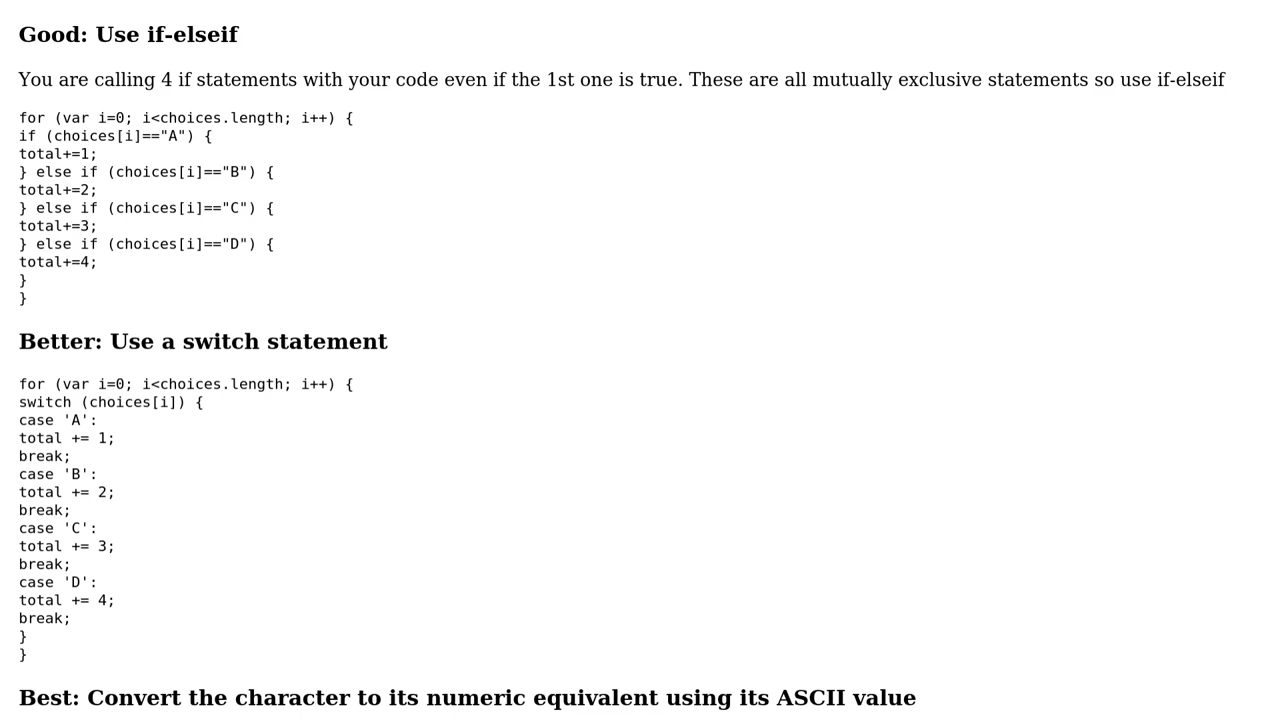 Good: Use if-elseif
You are calling 4 if statements with your code even if the 1st one is true. These are all mutually exclusive statements so use if-elseif
for (var i=0; i<choices.length; i++) {
if (choices[i]=="A") {
total+=1;
} else if (choices[i]=="B") {
total+=2;
} else if (choices[i]=="C") {
total+=3;
} else if (choices[i]=="D") {
total+=4;
}
}
Better: Use a switch statement
for (var i=0; i<choices.length; i++) {
switch (choices[i]) {
case 'A':
total += 1;
break;
case 'B':
total += 2;
break;
case 'C':
total += 3;
break;
case 'D':
total += 4;
break;
}
}
Best: Convert the character to its numeric equivalent using its ASCII value